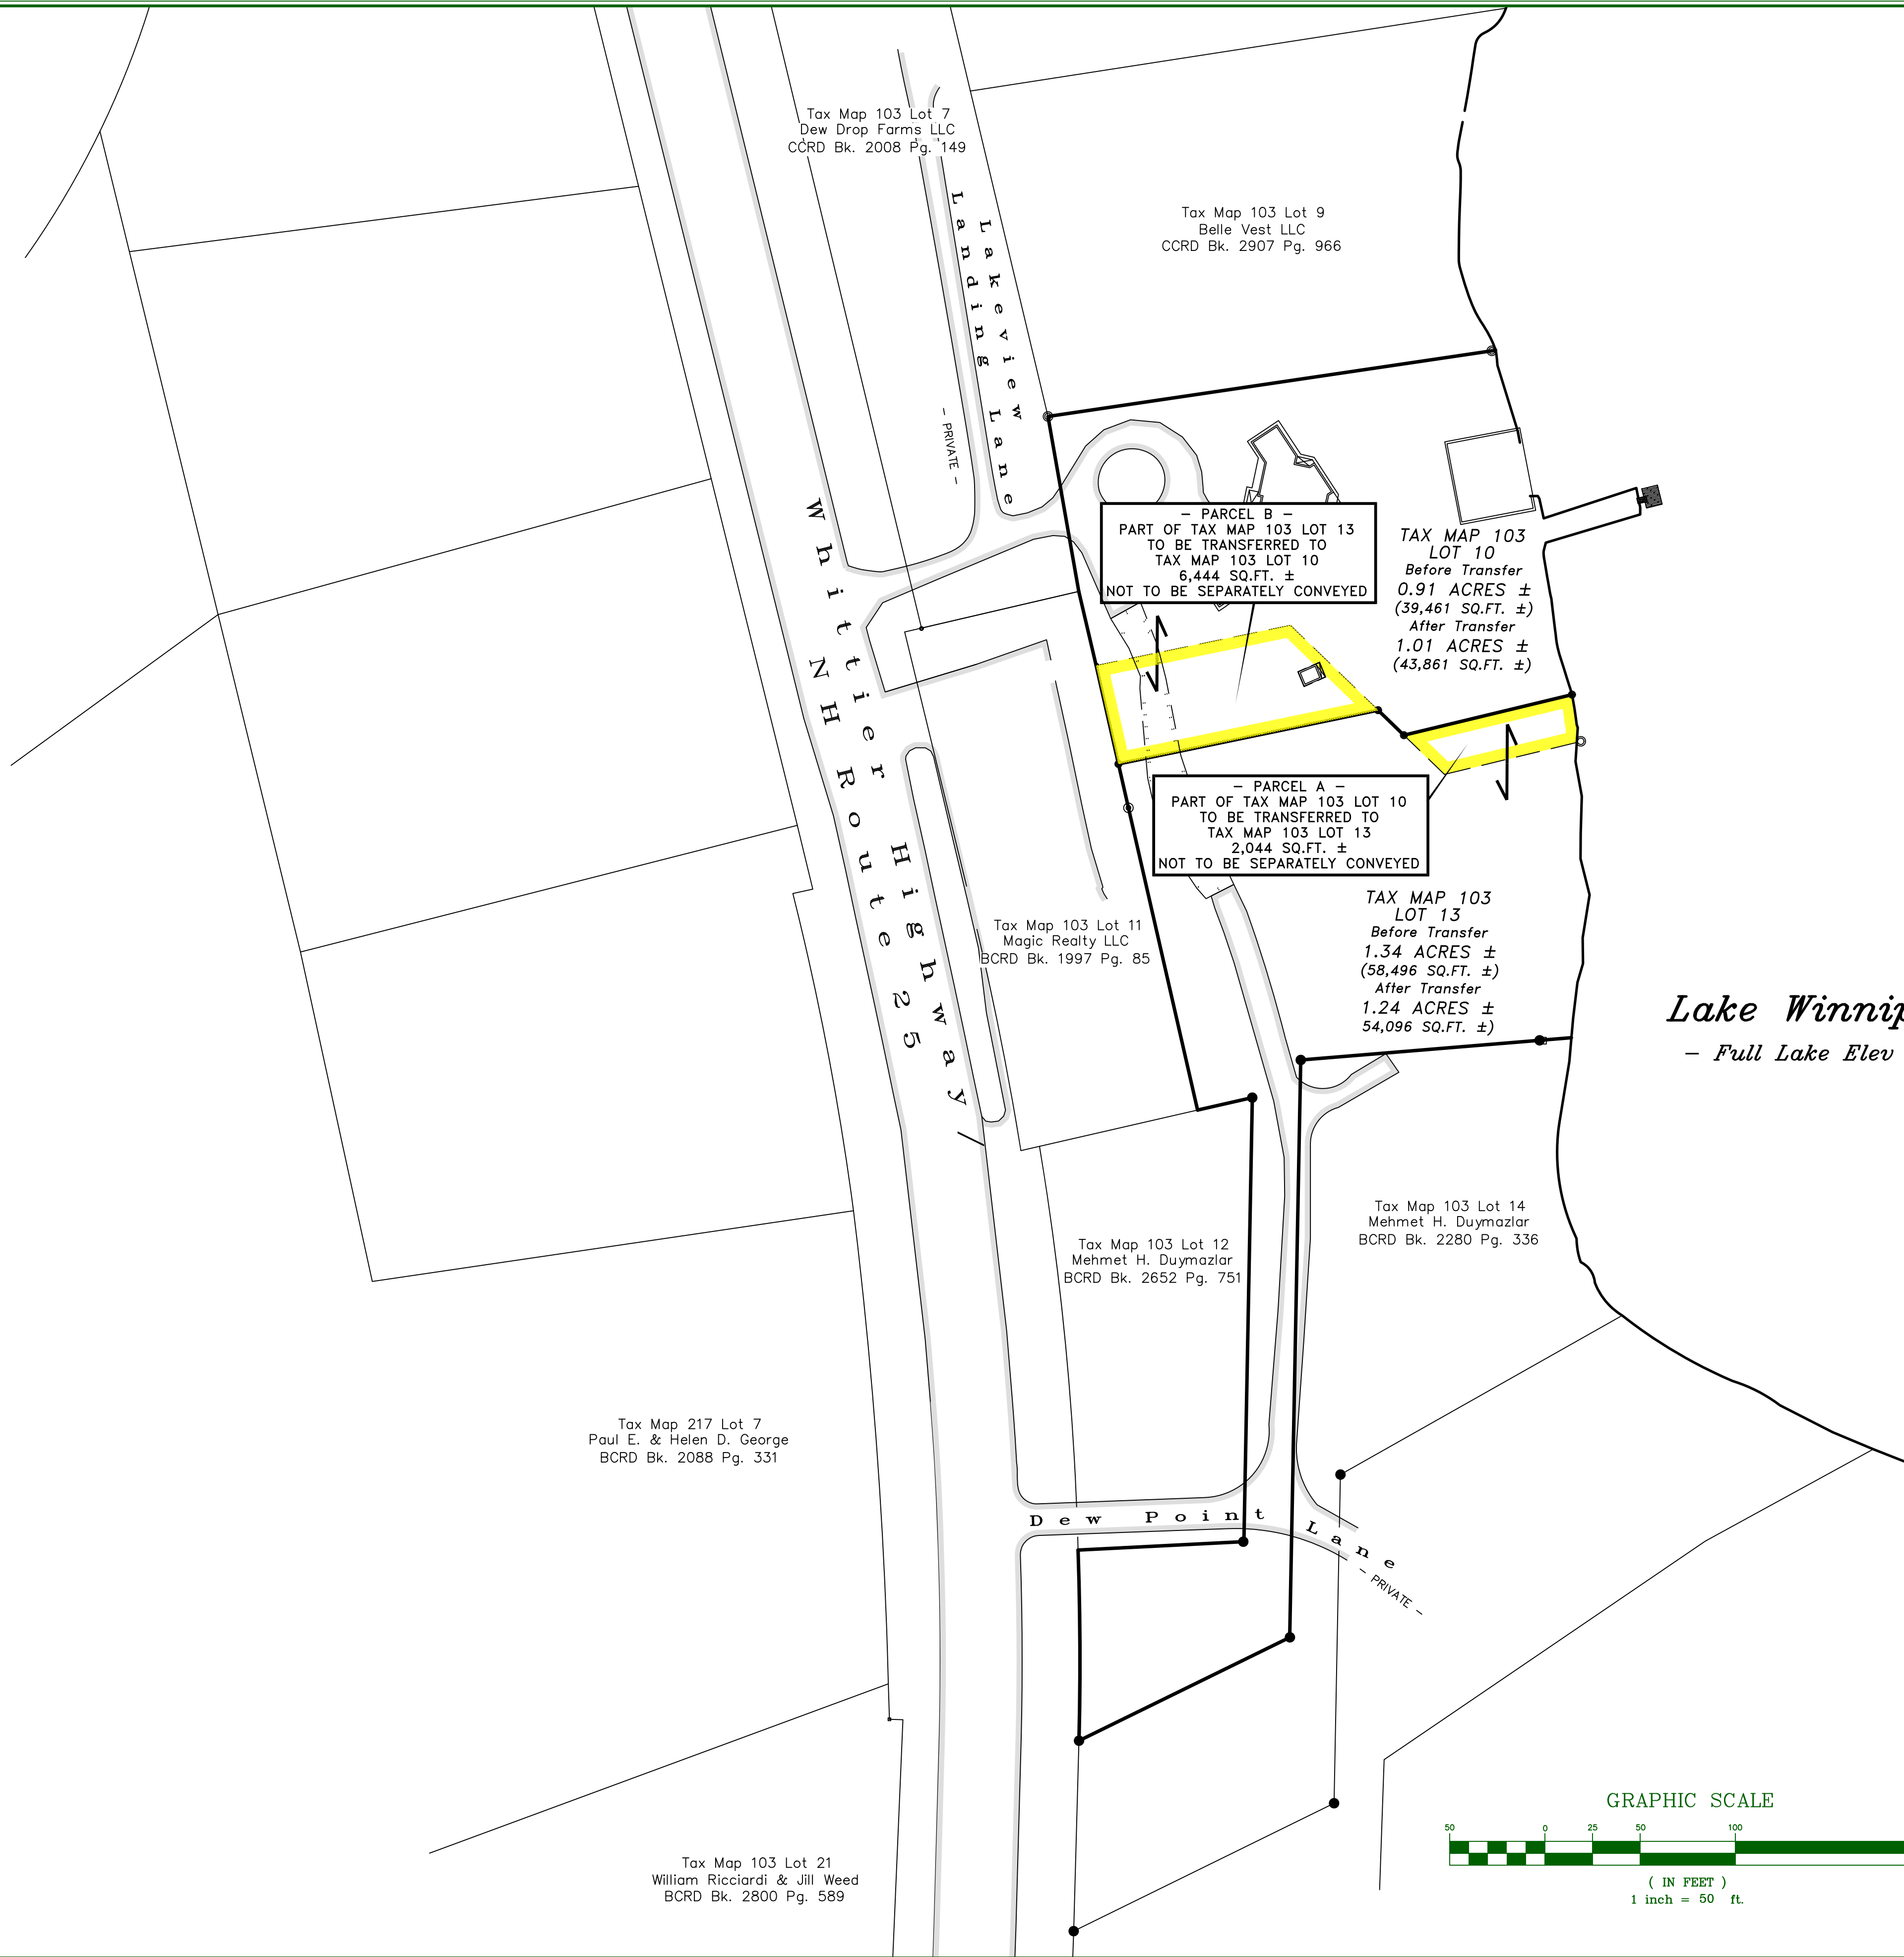 Tax Map 103 Lot 7
Dew Drop Farms LLC
CCRD Bk. 2008 Pg. 149
Lakeview
Landing Lane
Lane
- PRIVATE -
Tax Map 103 Lot 9
Belle Vest LLC
CCRD Bk. 2907 Pg. 966
- PARCEL B -
PART OF TAX MAP 103 LOT 13
TO BE TRANSFERRED TO
TAX MAP 103 LOT 10
6,444 SQ.FT. ±
NOT TO BE SEPARATELY CONVEYED
TAX MAP 103
LOT 10
Before Transfer
0.91 ACRES ±
(39,461 SQ.FT. ±)
After Transfer
1.01 ACRES ±
(43,861 SQ.FT. ±)
Whittier Highway /
NH Route 25
- PARCEL A -
PART OF TAX MAP 103 LOT 10
TO BE TRANSFERRED TO
TAX MAP 103 LOT 13
2,044 SQ.FT. ±
NOT TO BE SEPARATELY CONVEYED
Tax Map 103 Lot 11
Magic Realty LLC
BCRD Bk. 1997 Pg. 85
TAX MAP 103
LOT 13
Before Transfer
1.34 ACRES ±
(58,496 SQ.FT. ±)
After Transfer
1.24 ACRES ±
54,096 SQ.FT. ±)
Lake
- Full Lake Elev
Tax Map 103 Lot 14
Mehmet H. Duymazlar
BCRD Bk. 2280 Pg. 336
Tax Map 103 Lot 12
Mehmet H. Duymazlar
BCRD Bk. 2652 Pg. 751
Tax Map 217 Lot 7
Paul E. & Helen D. George
BCRD Bk. 2088 Pg. 331
Dew Point Lane
- PRIVATE -
GRAPHIC SCALE
50 0 25 50 100
( IN FEET )
1 inch = 50 ft.
Tax Map 103 Lot 21
William Ricciardi & Jill Weed
BCRD Bk. 2800 Pg. 589